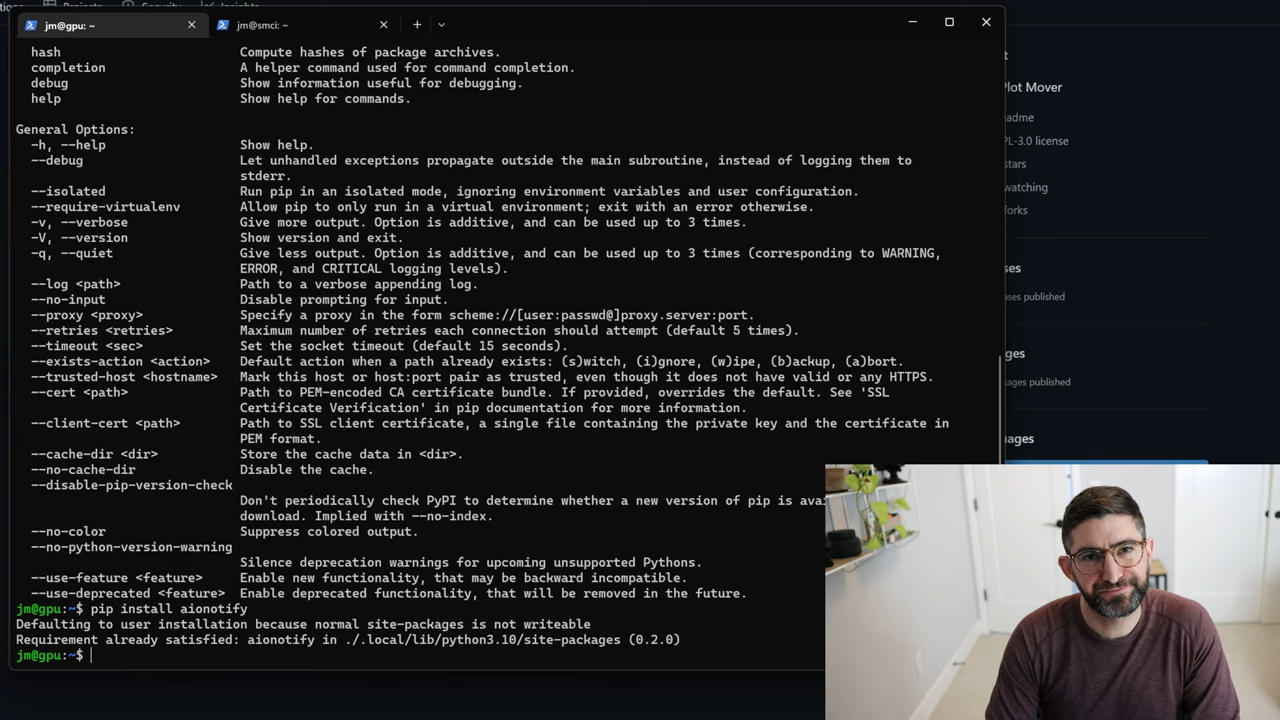 Projects
Security
Insights
jm@gpu: ~
jm@smci: ~
hash Compute hashes of package archives.
completion A helper command used for command completion.
debug Show information useful for debugging.
help Show help for commands.
General Options:
-h, --help Show help.
--debug Let unhandled exceptions propagate outside the main subroutine, instead of logging them to
stderr.
--isolated Run pip in an isolated mode, ignoring environment variables and user configuration.
--require-virtualenv Allow pip to only run in a virtual environment; exit with an error otherwise.
-v, --verbose Give more output. Option is additive, and can be used up to 3 times.
-V, --version Show version and exit.
-q, --quiet Give less output. Option is additive, and can be used up to 3 times (corresponding to WARNING,
ERROR, and CRITICAL logging levels).
--log <path> Path to a verbose appending log.
--no-input Disable prompting for input.
--proxy <proxy> Specify a proxy in the form scheme://[user:passwd@]proxy.server:port.
--retries <retries> Maximum number of retries each connection should attempt (default 5 times).
--timeout <sec> Set the socket timeout (default 15 seconds).
--exists-action <action> Default action when a path already exists: (s)witch, (i)gnore, (w)ipe, (b)ackup, (a)bort.
--trusted-host <hostname> Mark this host or host:port pair as trusted, even though it does not have valid or any HTTPS.
--cert <path> Path to PEM-encoded CA certificate bundle. If provided, overrides the default. See 'SSL
Certificate Verification' in pip documentation for more information.
--client-cert <path> Path to SSL client certificate, a single file containing the private key and the certificate in
PEM format.
--cache-dir <dir> Store the cache data in <dir>.
--no-cache-dir Disable the cache.
--disable-pip-version-check
Don't periodically check PyPI to determine whether a new version of pip is avai
download. Implied with --no-index.
--no-color Suppress colored output.
--no-python-version-warning
Silence deprecation warnings for upcoming unsupported Pythons.
--use-feature <feature> Enable new functionality, that may be backward incompatible.
--use-deprecated <feature> Enable deprecated functionality, that will be removed in the future.
jm@gpu:~$ pip install aionotify
Defaulting to user installation because normal site-packages is not writeable
Requirement already satisfied: aionotify in ./.local/lib/python3.10/site-packages (0.2.0)
jm@gpu:~$
t
Plot Mover
adme
PL-3.0 license
stars
watching
forks
ses
ases published
ges
kages published
uages